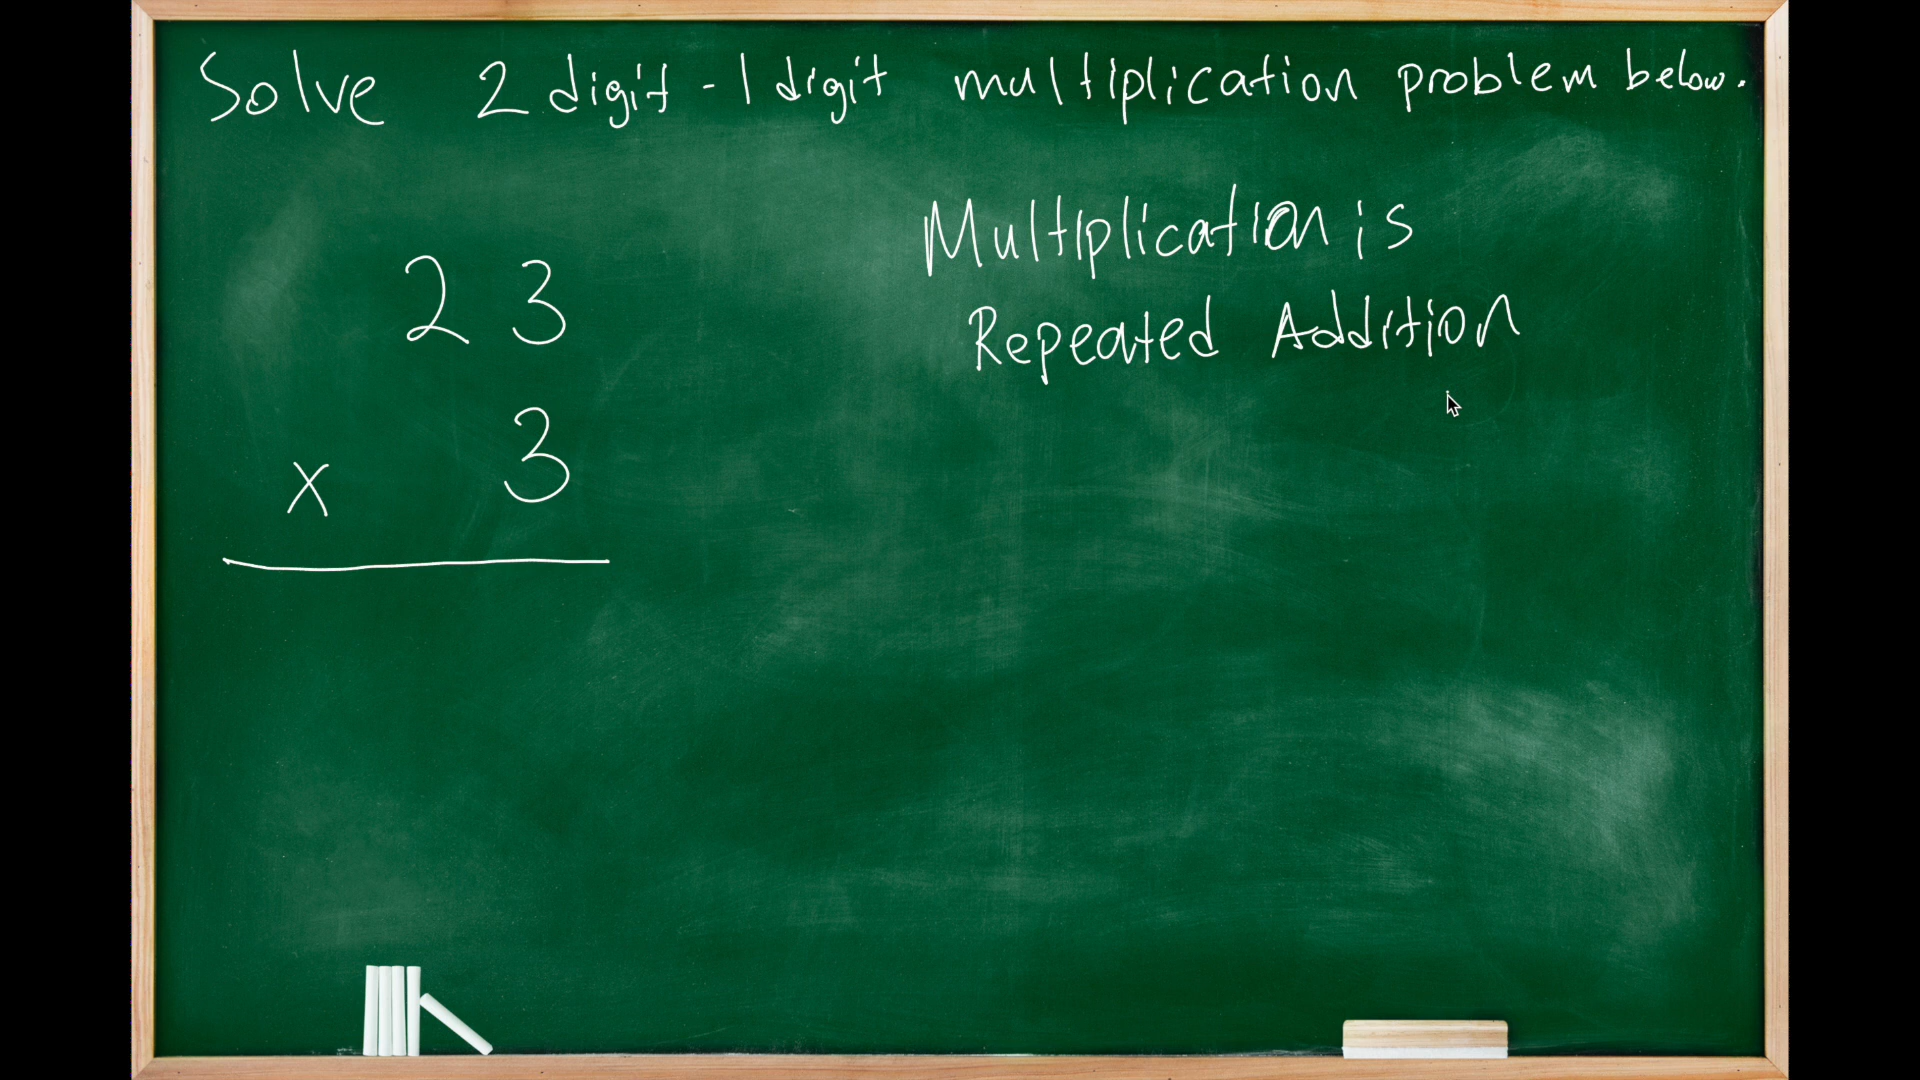 Solve 2 digit - 1 digit multiplication problem below.
Multiplication is
Repeated Addition
23
x 3